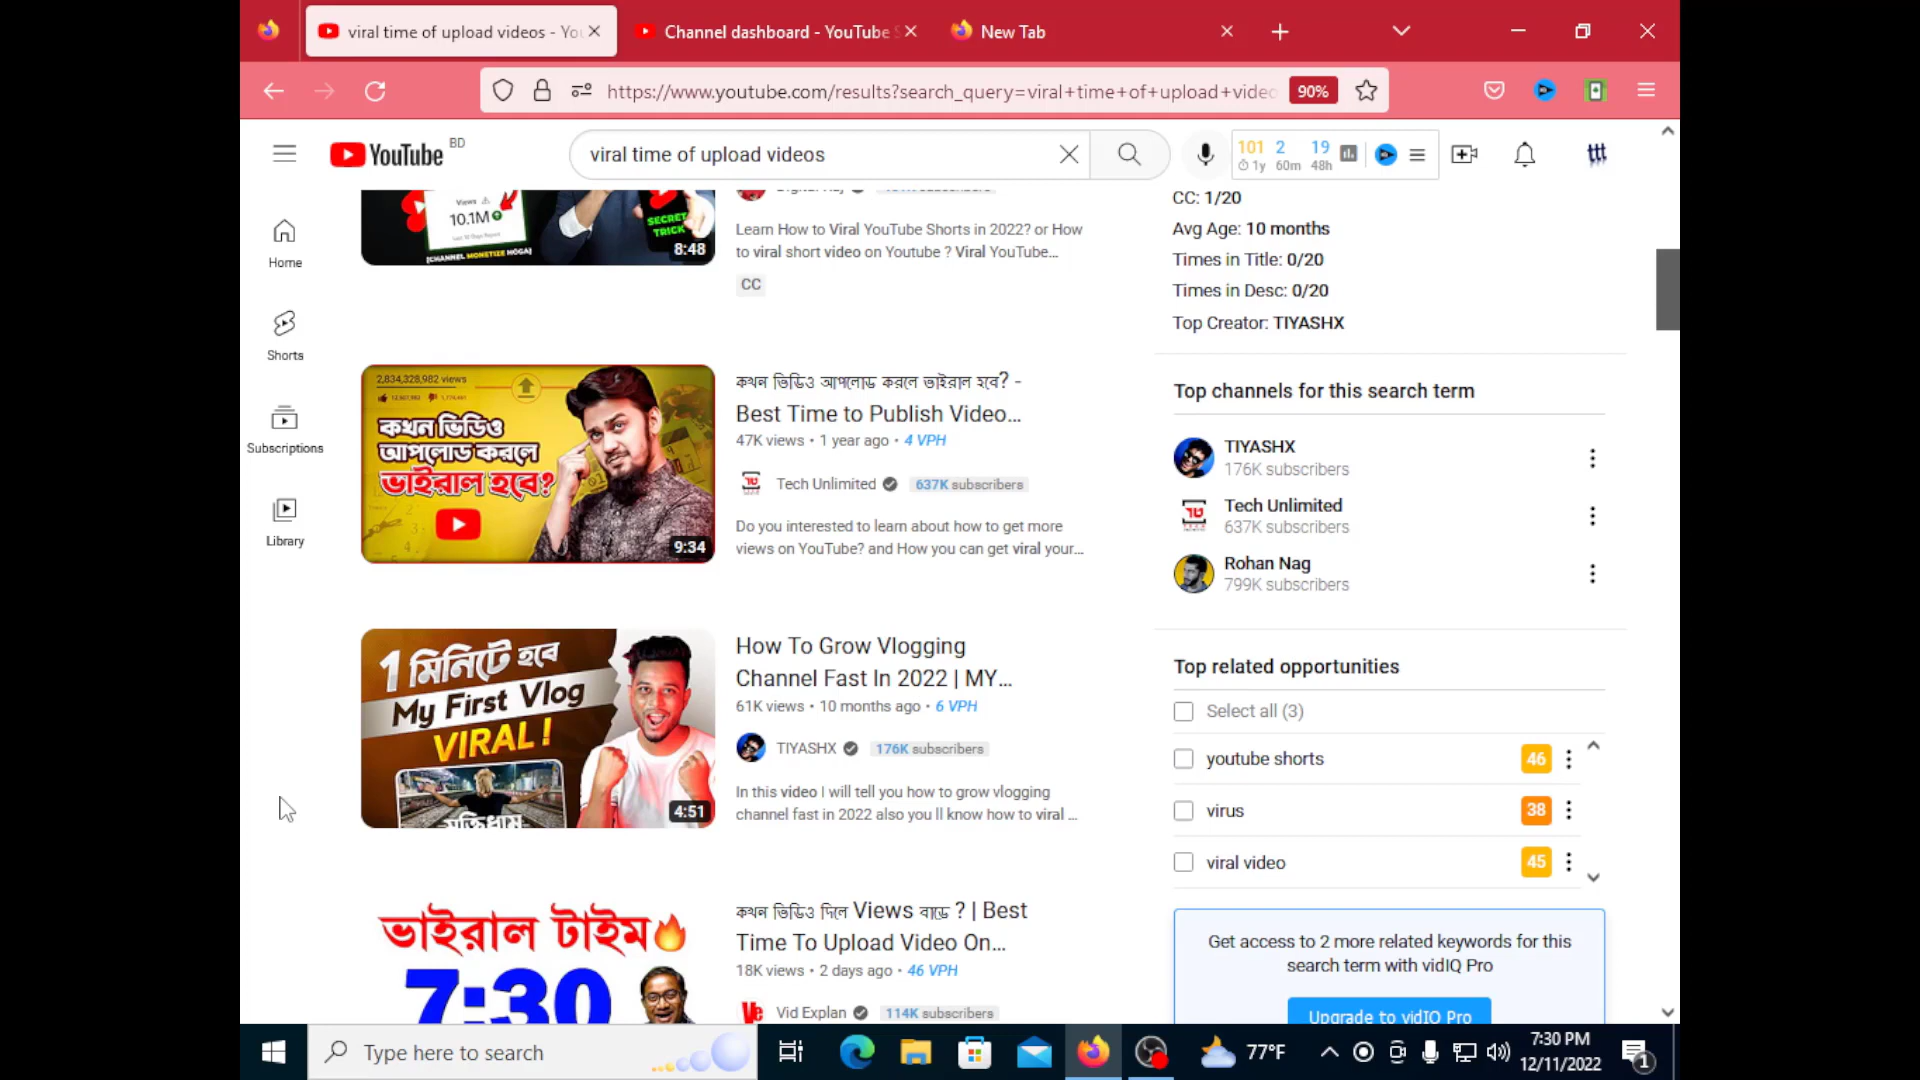 viral time of upload videos - You
Channel dashboard - YouTube S
New Tab
https://www.youtube.com/results?search_query=viral+time+of+upload+video
90%
YouTube BD
viral time of upload videos
101 2 19
1y 60m 48h
ttt
Home
Shorts
Subscriptions
Library
Views
10.1M
SECRET
TRICK
[CHANNEL MONETIZE HOGA]
8:48
Learn How to Viral YouTube Shorts in 2022? or How
to viral short video on Youtube ? Viral YouTube...
CC
2,834,328,982 views
কখন ভিডিও
আপলোড করলে
ভাইরাল হবে?
9:34
কখন ভিডিও আপলোড করলে ভাইরাল হবে? -
Best Time to Publish Video...
47K views • 1 year ago • 4 VPH
Tech Unlimited 637K subscribers
Do you interested to learn about how to get more
views on YouTube? and How you can get viral your...
1 মিনিটে হবে
My First Vlog
VIRAL!
4:51
How To Grow Vlogging
Channel Fast In 2022 | MY...
61K views • 10 months ago • 6 VPH
TIYASHX 176K subscribers
In this video I will tell you how to grow vlogging
channel fast in 2022 also you ll know how to viral ...
ভাইরাল টাইম
7:30
কখন ভিডিও দিলে Views বাড়ে ? | Best
Time To Upload Video On...
18K views • 2 days ago • 46 VPH
Ve Vid Explan 114K subscribers
CC: 1/20
Avg Age: 10 months
Times in Title: 0/20
Times in Desc: 0/20
Top Creator: TIYASHX
Top channels for this search term
TIYASHX
176K subscribers
Tech Unlimited
637K subscribers
Rohan Nag
799K subscribers
Top related opportunities
Select all (3)
youtube shorts 46
virus 38
viral video 45
Get access to 2 more related keywords for this
search term with vidIQ Pro
Upgrade to vidIQ Pro
Type here to search
77°F
7:30 PM
12/11/2022
1